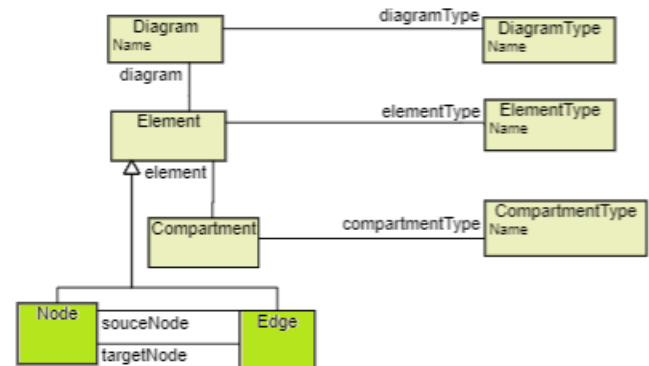 diagramType
Diagram
Name
DiagramType
Name
diagram
Element
elementType
ElementType
Name
element
Compartment
compartmentType
CompartmentType
Name
Node
souceNode
Edge
targetNode